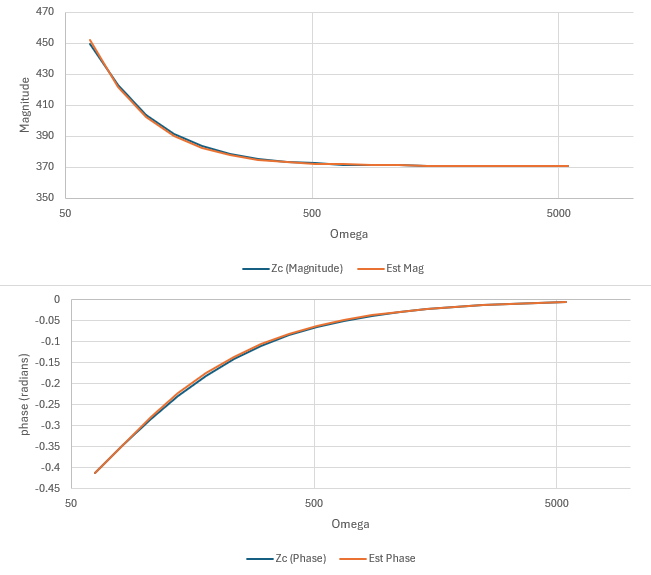 470
450
430
410
390
370
350
Magnitude
50 500 5000
Omega
Zc (Magnitude) Est Mag
0
-0.05
-0.1
-0.15
-0.2
-0.25
-0.3
-0.35
-0.4
-0.45
phase (radians)
50 500 5000
Omega
Zc (Phase) Est Phase